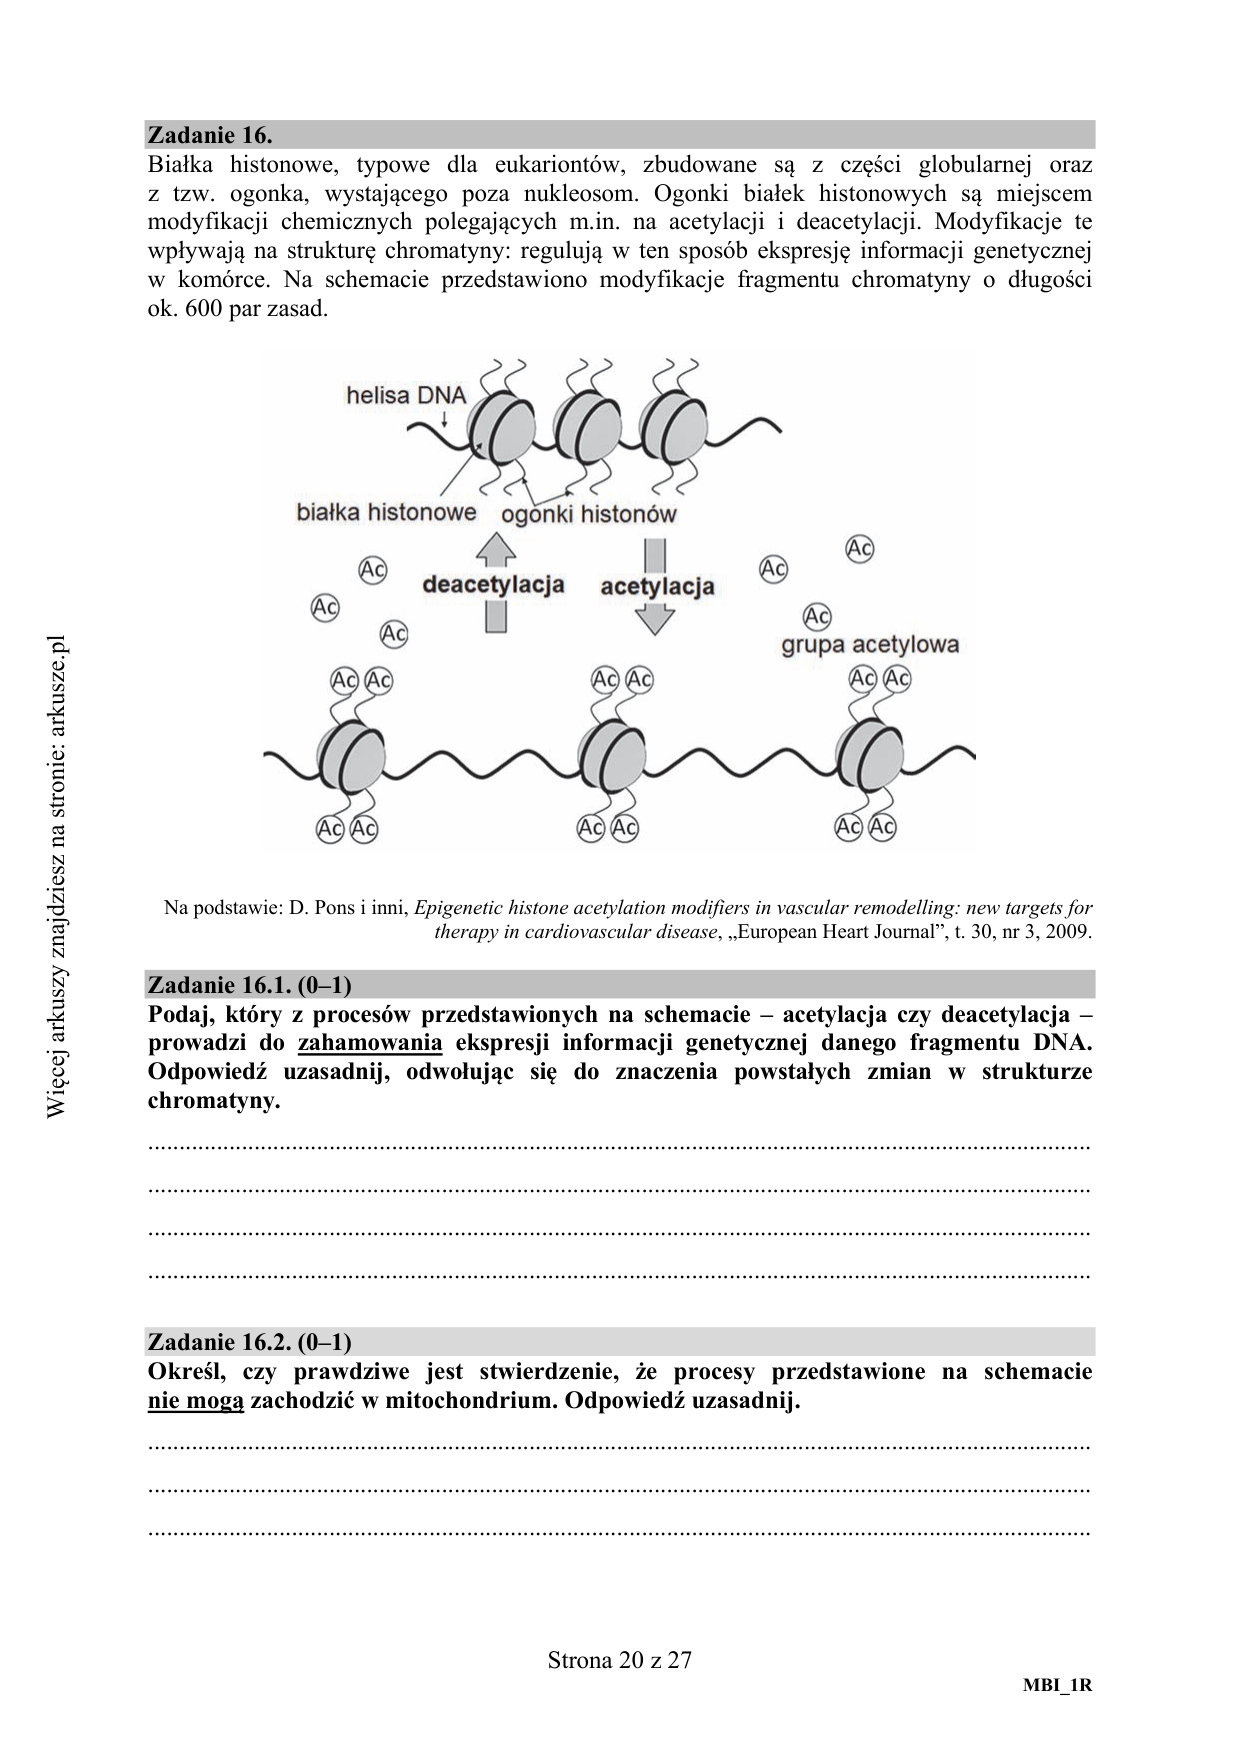 Zadanie 16.
Białka histonowe, typowe dla eukariontów, zbudowane są z części globularnej oraz
z tzw. ogonka, wystającego poza nukleosom. Ogonki białek histonowych są miejscem
modyfikacji chemicznych polegających m.in. na acetylacji i deacetylacji. Modyfikacje te
wpływają na strukturę chromatyny: regulują w ten sposób ekspresję informacji genetycznej
w komórce. Na schemacie przedstawiono modyfikacje fragmentu chromatyny o długości
ok. 600 par zasad.
helisa DNA
białka histonowe ogonki histonów
Ac
Ac
Ac
deacetylacja acetylacja
Ac
Ac
Ac
grupa acetylowa
Ac Ac Ac Ac Ac Ac
Ac Ac Ac Ac Ac Ac
Na podstawie: D. Pons i inni, Epigenetic histone acetylation modifiers in vascular remodelling: new targets for
therapy in cardiovascular disease, „European Heart Journal”, t. 30, nr 3, 2009.
Zadanie 16.1. (0–1)
Podaj, który z procesów przedstawionych na schemacie – acetylacja czy deacetylacja –
prowadzi do zahamowania ekspresji informacji genetycznej danego fragmentu DNA.
Odpowiedź uzasadnij, odwołując się do znaczenia powstałych zmian w strukturze
chromatyny.
Zadanie 16.2. (0–1)
Określ, czy prawdziwe jest stwierdzenie, że procesy przedstawione na schemacie
nie mogą zachodzić w mitochondrium. Odpowiedź uzasadnij.
Strona 20 z 27
MBI_1R
Więcej arkuszy znajdziesz na stronie: arkusze.pl